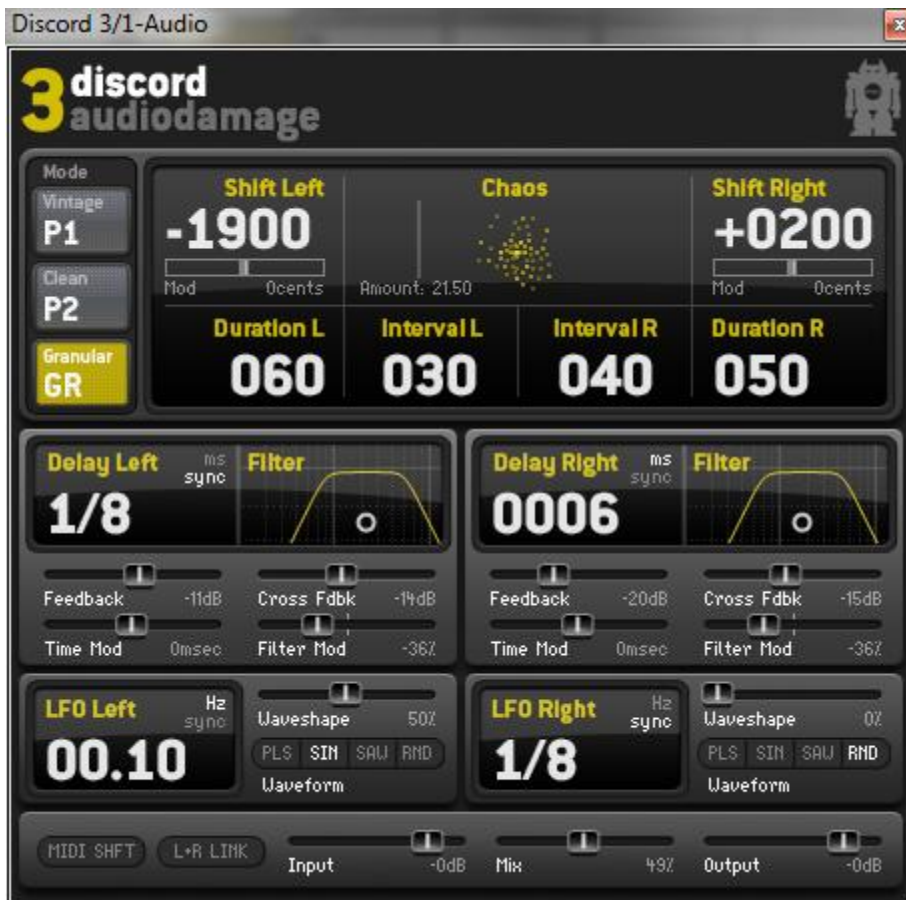 Discord 3/1-Audio
3 discord
audiodamage
Mode
Vintage
P1
Clean
P2
Granular
GR
Shift Left
-1900
Mod 0cents
Chaos
Amount: 21.50
Shift Right
+0200
Mod 0cents
Duration L
060
Interval L
030
Interval R
040
Duration R
050
Delay Left
ms
sync
1/8
Filter
Feedback -11dB
Cross Fdbk -14dB
Time Mod 0msec
Filter Mod -36%
Delay Right
ms
sync
0006
Filter
Feedback -20dB
Cross Fdbk -15dB
Time Mod 0msec
Filter Mod -36%
LFO Left
Hz
sync
00.10
Waveshape 50%
PLS SIN SAW RND
Waveform
LFO Right
Hz
sync
1/8
Waveshape 0%
PLS SIN SAW RND
Waveform
MIDI SHFT L+R LINK
Input -0dB
Mix 49%
Output -0dB